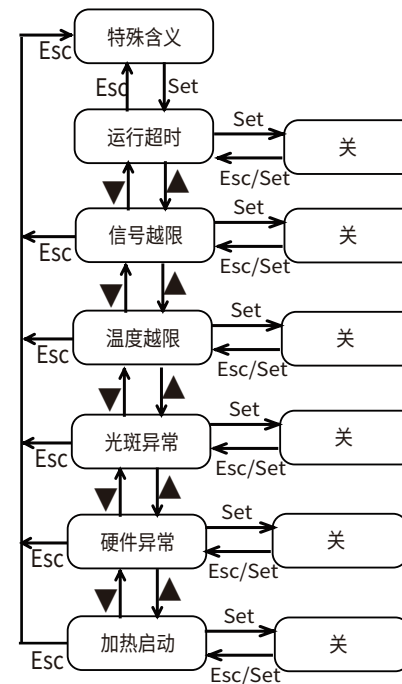 特殊含义
Esc
Esc
Set
运行超时
Set
关
Esc/Set
▼
▲
信号越限
Set
关
Esc
Esc/Set
▼
▲
温度越限
Set
关
Esc
Esc/Set
▼
▲
光斑异常
Set
关
Esc
Esc/Set
▼
▲
硬件异常
Set
关
Esc
Esc/Set
▼
▲
加热启动
Set
关
Esc
Esc/Set